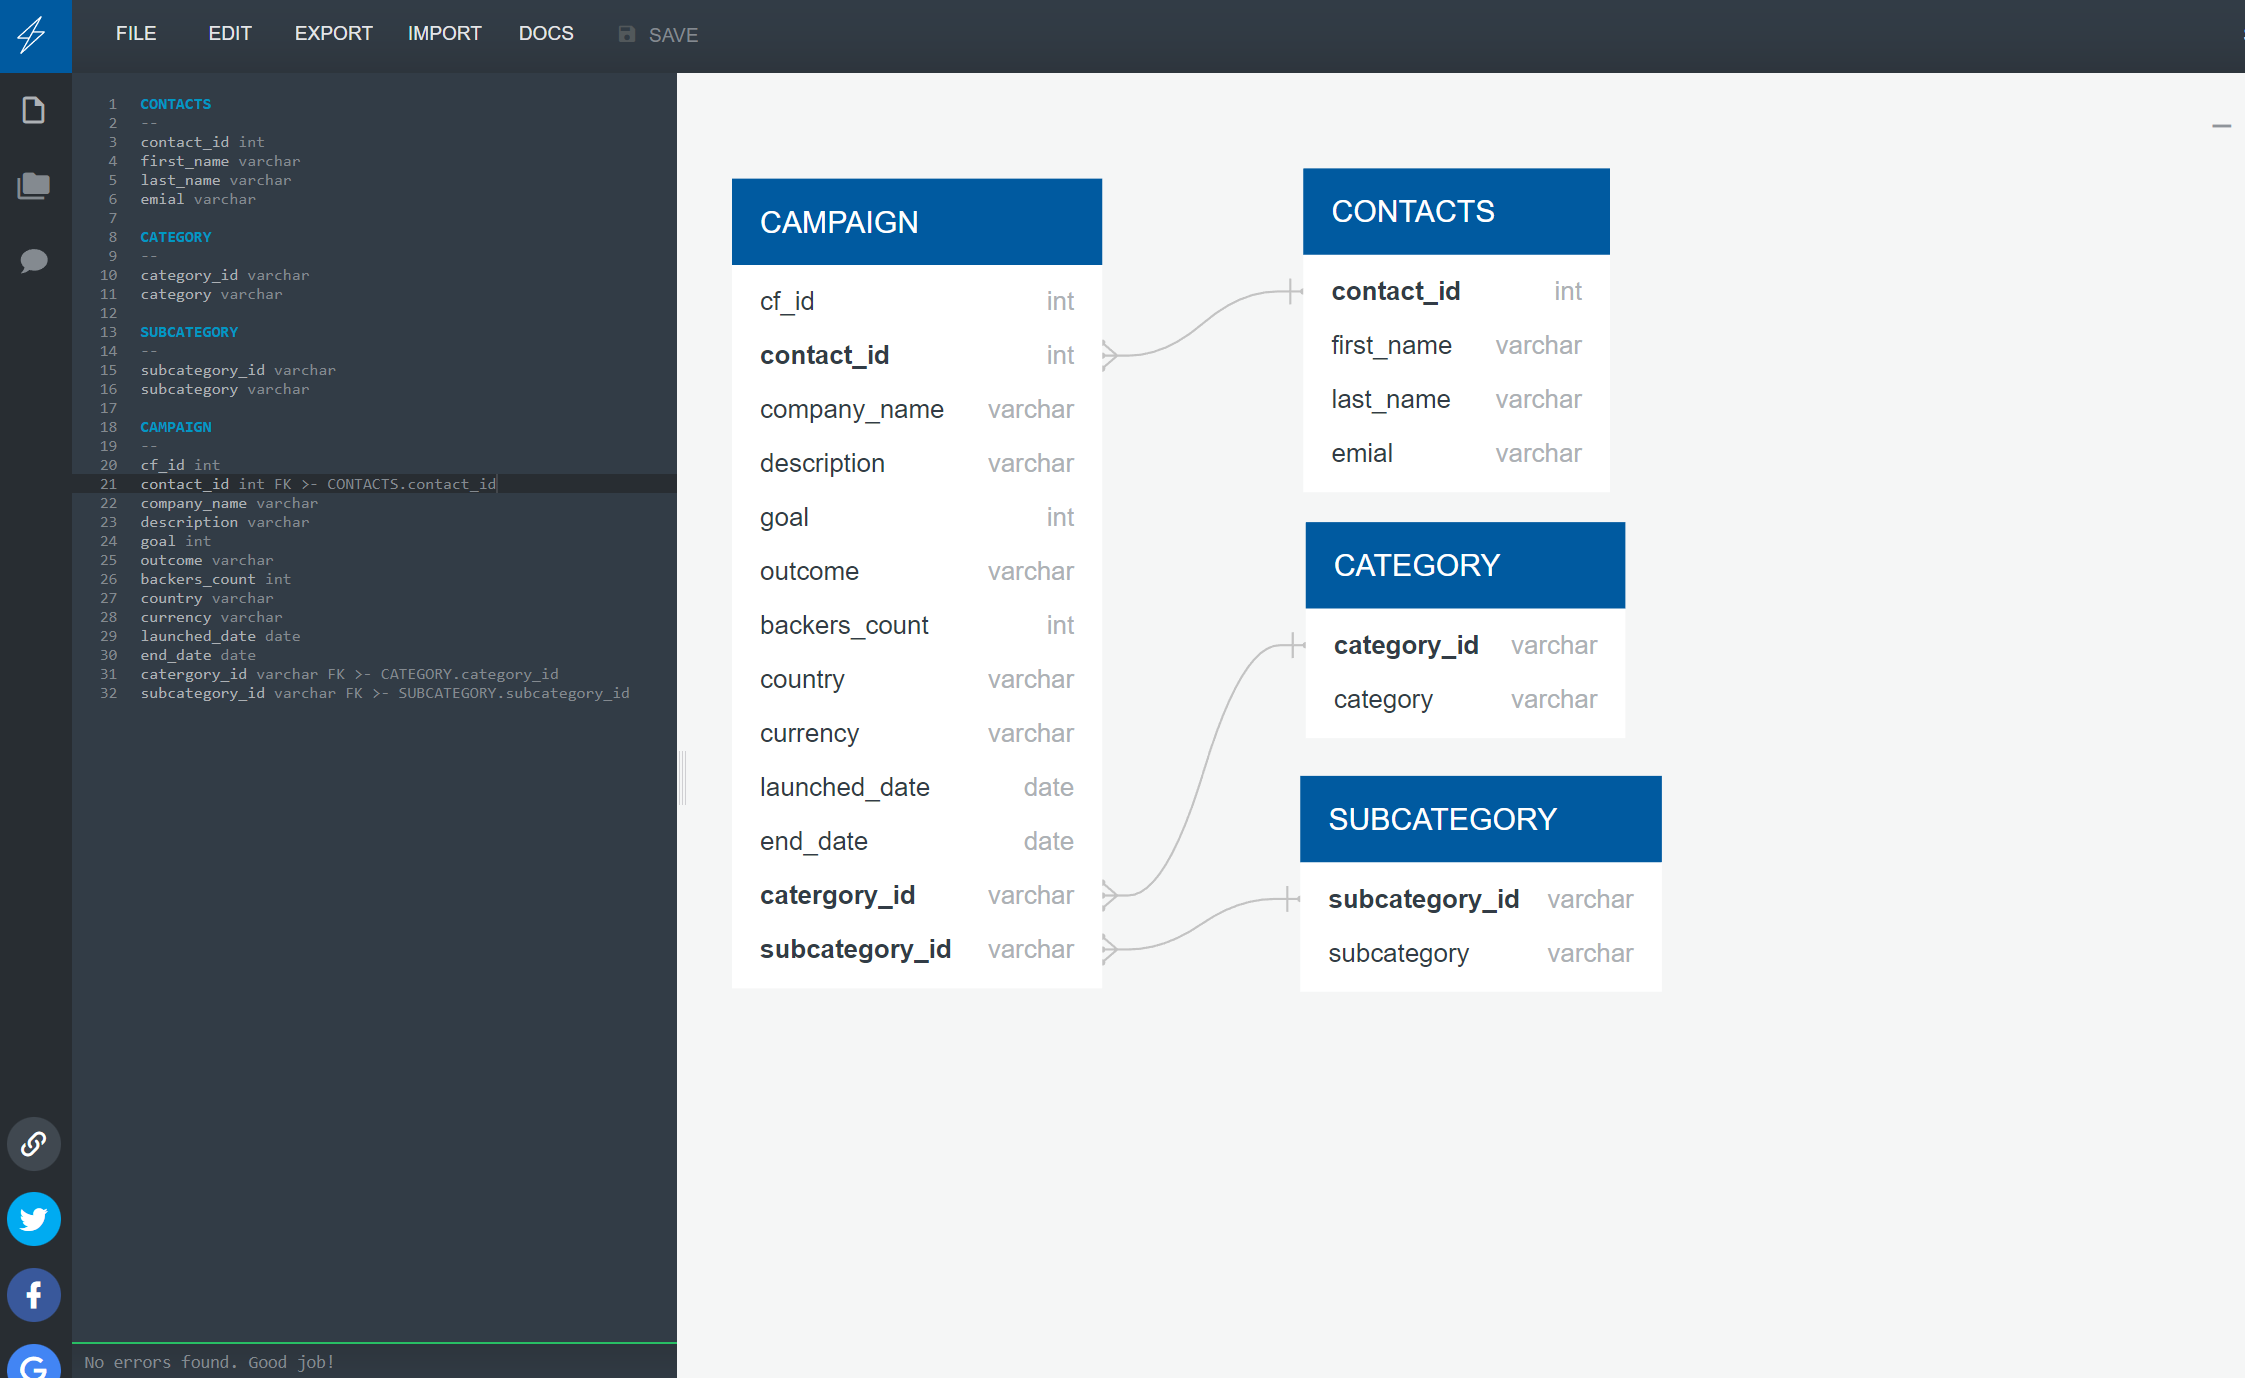 FILE EDIT EXPORT IMPORT DOCS SAVE
1 CONTACTS
2 --
3 contact_id int
4 first_name varchar
5 last_name varchar
6 emial varchar
7
8 CATEGORY
9 --
10 category_id varchar
11 category varchar
12
13 SUBCATEGORY
14 --
15 subcategory_id varchar
16 subcategory varchar
17
18 CAMPAIGN
19 --
20 cf_id int
21 contact_id int FK >- CONTACTS.contact_id
22 company_name varchar
23 description varchar
24 goal int
25 outcome varchar
26 backers_count int
27 country varchar
28 currency varchar
29 launched_date date
30 end_date date
31 catergory_id varchar FK >- CATEGORY.category_id
32 subcategory_id varchar FK >- SUBCATEGORY.subcategory_id
No errors found. Good job!
CAMPAIGN
cf_id int
contact_id int
company_name varchar
description varchar
goal int
outcome varchar
backers_count int
country varchar
currency varchar
launched_date date
end_date date
catergory_id varchar
subcategory_id varchar
CONTACTS
contact_id int
first_name varchar
last_name varchar
emial varchar
CATEGORY
category_id varchar
category varchar
SUBCATEGORY
subcategory_id varchar
subcategory varchar